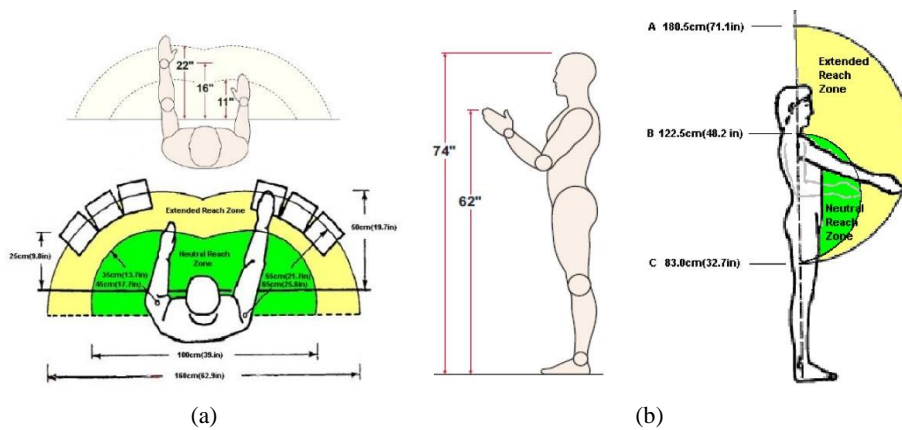 22"
16"
11"
Extended Reach Zone
Neutral Reach
Zone
25cm(9.8in)
50cm(19.7in)
35cm(13.7in)
45cm(17.7in)
55cm(21.7in)
65cm(25.6in)
100cm(39.in)
160cm(62.9in)
(a)
74"
62"
A 180.5cm(71.1in)
Extended
Reach
Zone
B 122.5cm(48.2 in)
Neutral
Reach
Zone
C 83.0cm(32.7in)
(b)